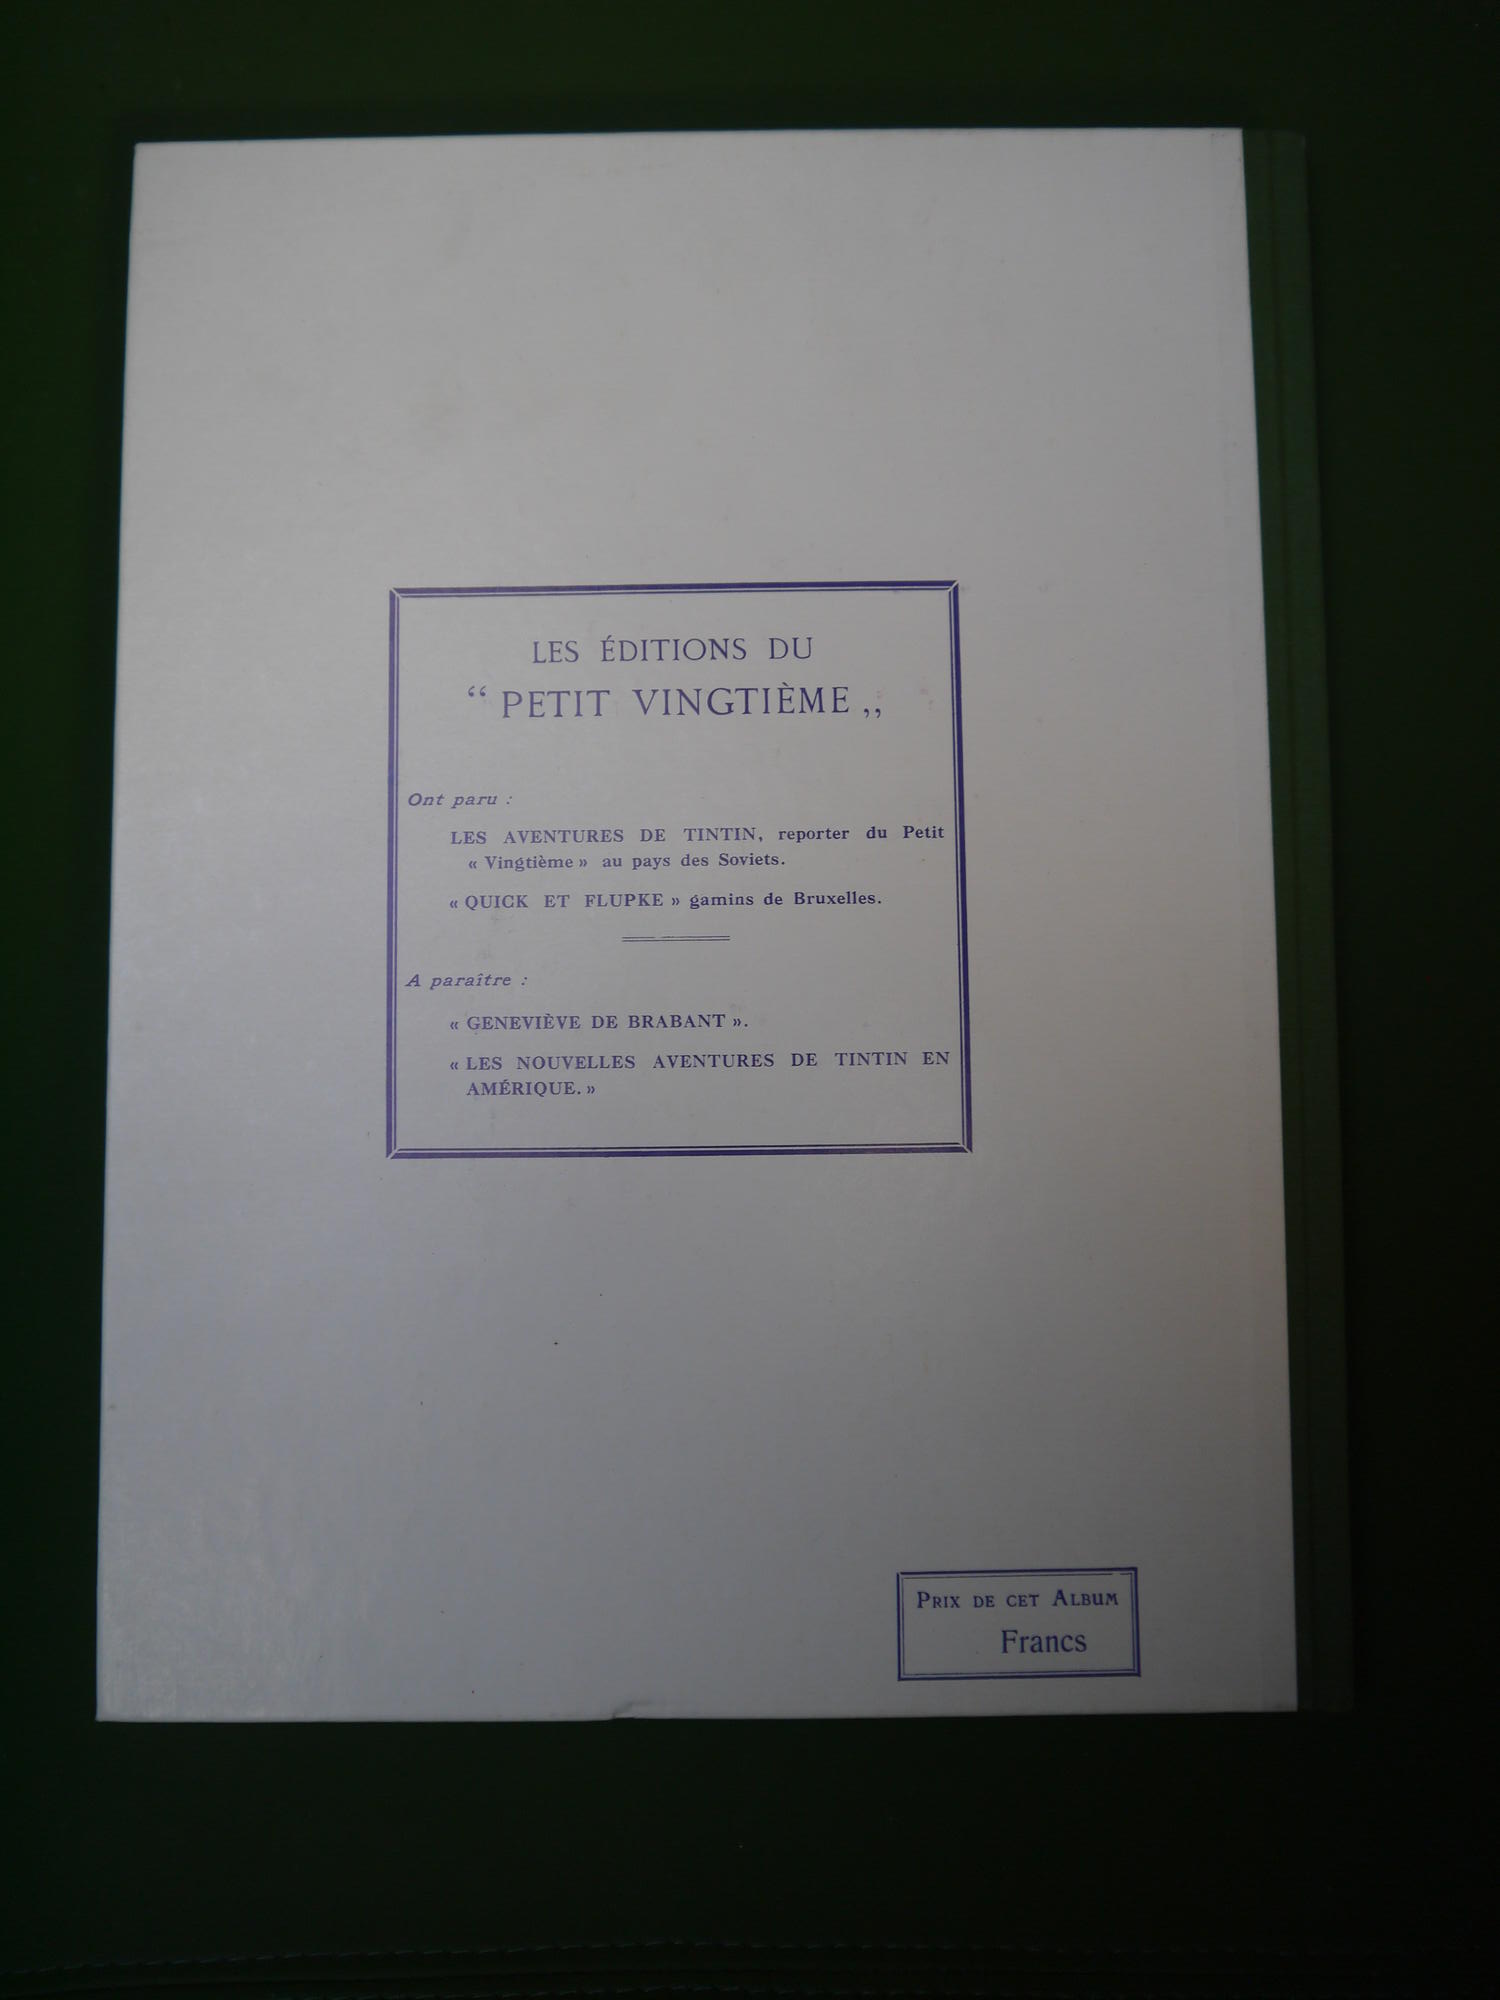 LES ÉDITIONS DU
“ PETIT VINGTIÈME „
Ont paru :
LES AVENTURES DE TINTIN, reporter du Petit
« Vingtième » au pays des Soviets.
« QUICK ET FLUPKE » gamins de Bruxelles.
A paraître :
« GENEVIÈVE DE BRABANT ».
« LES NOUVELLES AVENTURES DE TINTIN EN
AMÉRIQUE. »
PRIX DE CET ALBUM
Francs